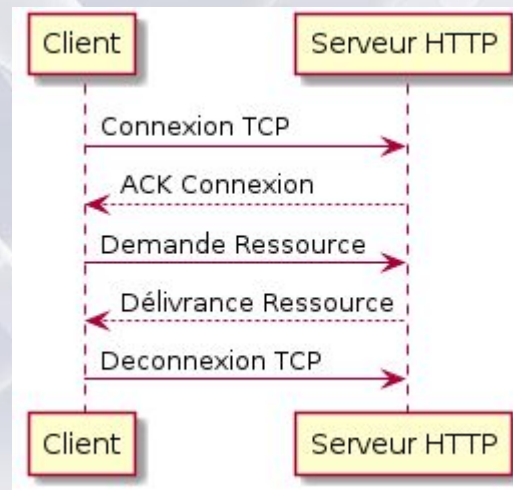 Client Serveur HTTP
Connexion TCP
ACK Connexion
Demande Ressource
Délivrance Ressource
Deconnexion TCP
Client Serveur HTTP